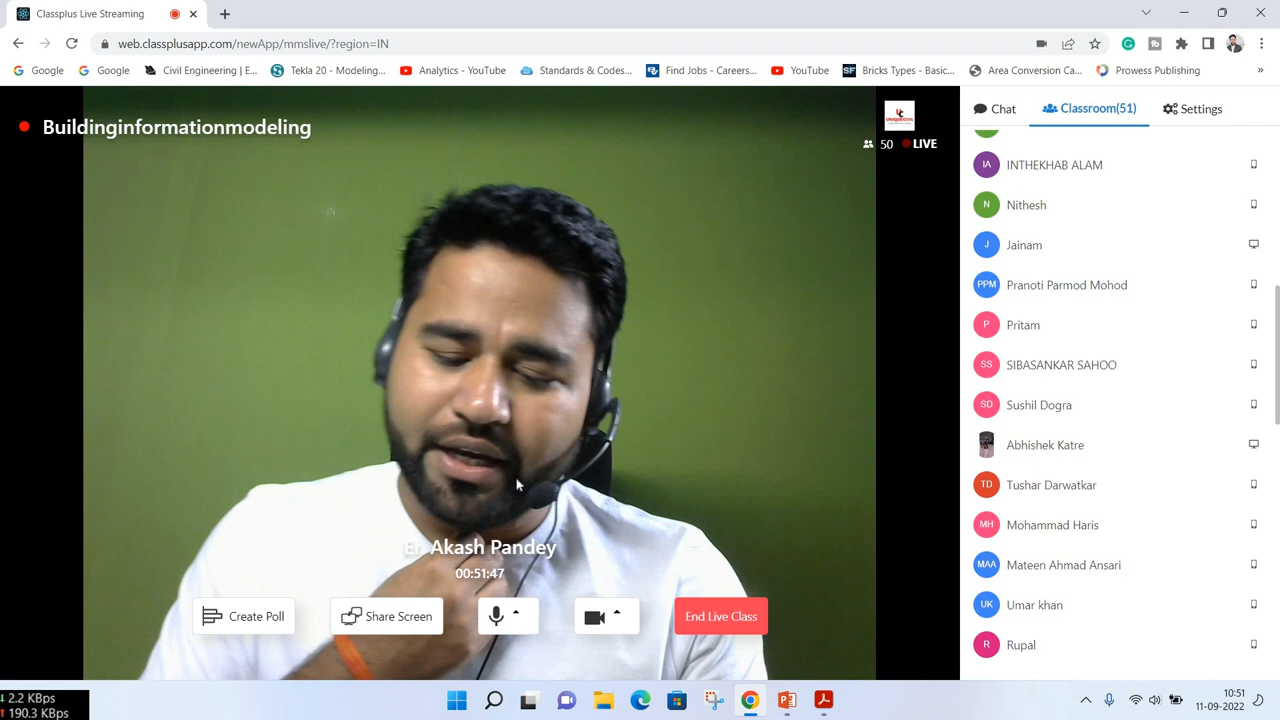 Classplus Live Streaming
web.classplusapp.com/newApp/mmslive/?region=IN
Google
Google
Civil Engineering | E...
Tekla 20 - Modeling...
Analytics - YouTube
Standards & Codes...
Find Jobs - Careers...
YouTube
Bricks Types - Basic...
Area Conversion Ca...
Prowess Publishing
»
Buildinginformationmodeling
UNIQUE CIVIL
50 LIVE
Chat
Classroom(51)
Settings
IA INTHEKHAB ALAM
N Nithesh
J Jainam
PPM Pranoti Parmod Mohod
P Pritam
SS SIBASANKAR SAHOO
SD Sushil Dogra
Abhishek Katre
TD Tushar Darwatkar
MH Mohammad Haris
MAA Mateen Ahmad Ansari
UK Umar khan
R Rupal
Er. Akash Pandey
00:51:47
Create Poll
Share Screen
End Live Class
2.2 KBps
190.3 KBps
10:51
11-09-2022